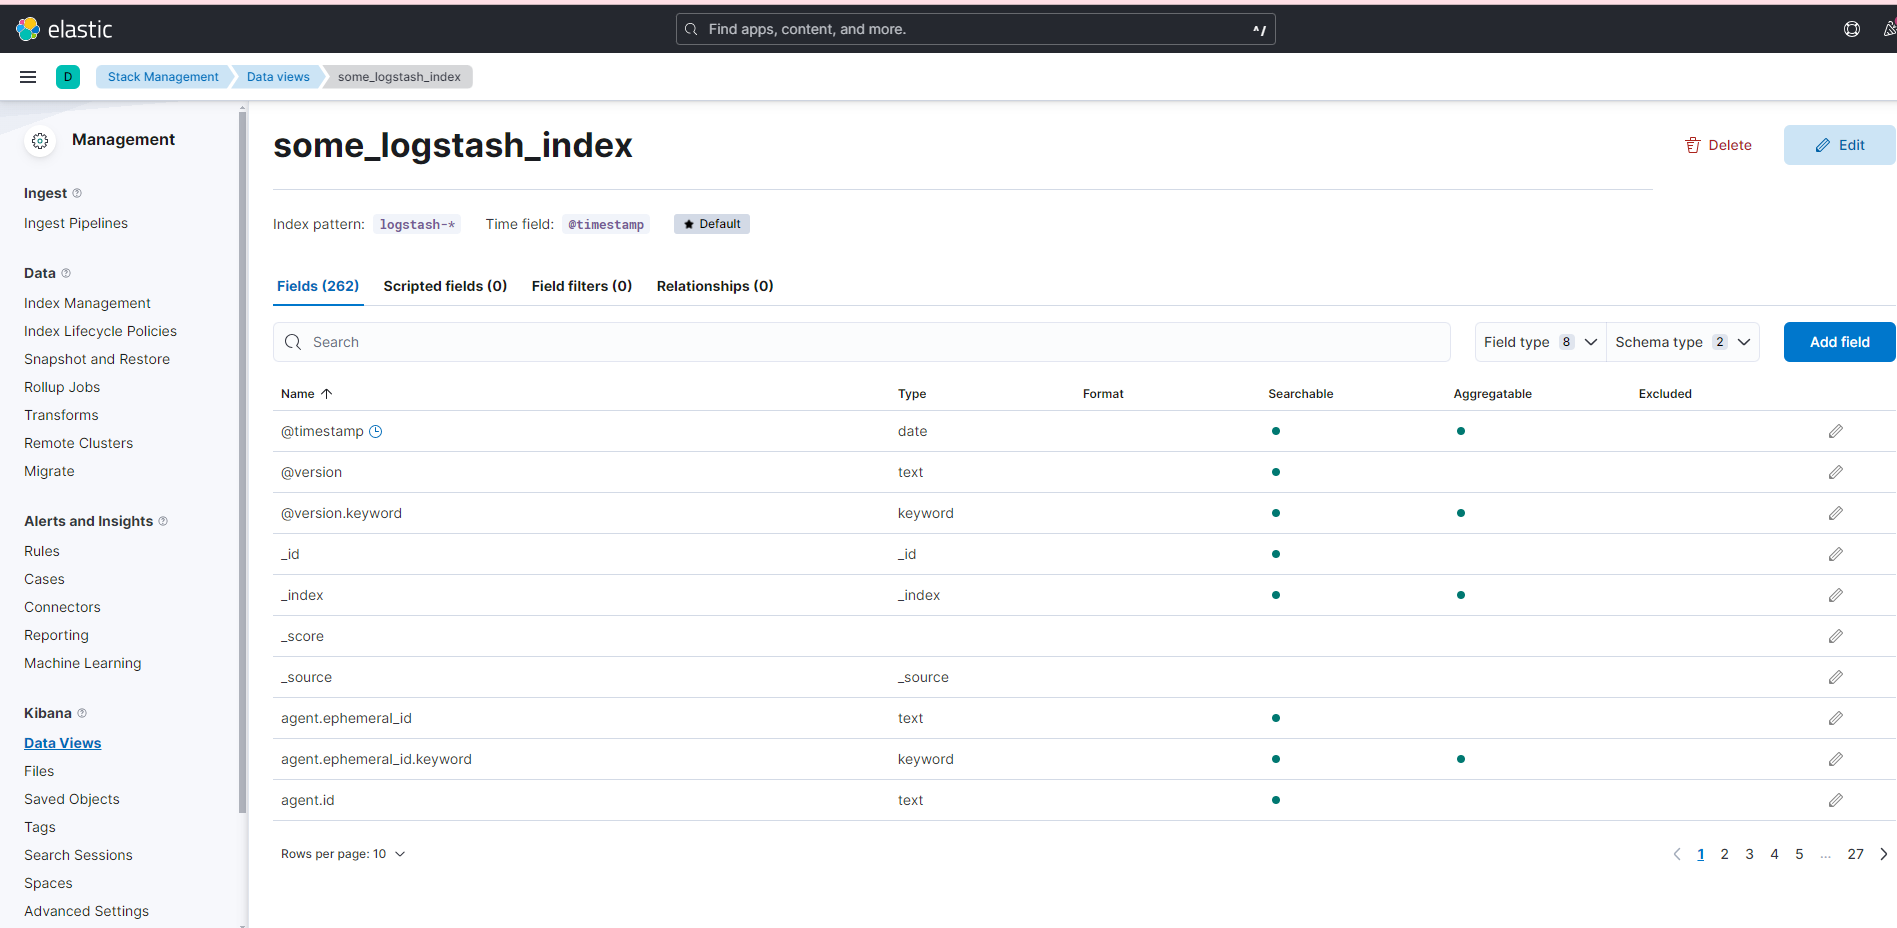 elastic
Find apps, content, and more.
^/
D
Stack Management
Data views
some_logstash_index
Management
Ingest
Ingest Pipelines
Data
Index Management
Index Lifecycle Policies
Snapshot and Restore
Rollup Jobs
Transforms
Remote Clusters
Migrate
Alerts and Insights
Rules
Cases
Connectors
Reporting
Machine Learning
Kibana
Data Views
Files
Saved Objects
Tags
Search Sessions
Spaces
Advanced Settings
some_logstash_index
Delete
Edit
Index pattern: logstash-* Time field: @timestamp Default
Fields (262) Scripted fields (0) Field filters (0) Relationships (0)
Search
Field type 8
Schema type 2
Add field
Name Type Format Searchable Aggregatable Excluded
@timestamp date
@version text
@version.keyword keyword
_id _id
_index _index
_score
_source _source
agent.ephemeral_id text
agent.ephemeral_id.keyword keyword
agent.id text
Rows per page: 10
1 2 3 4 5 ... 27